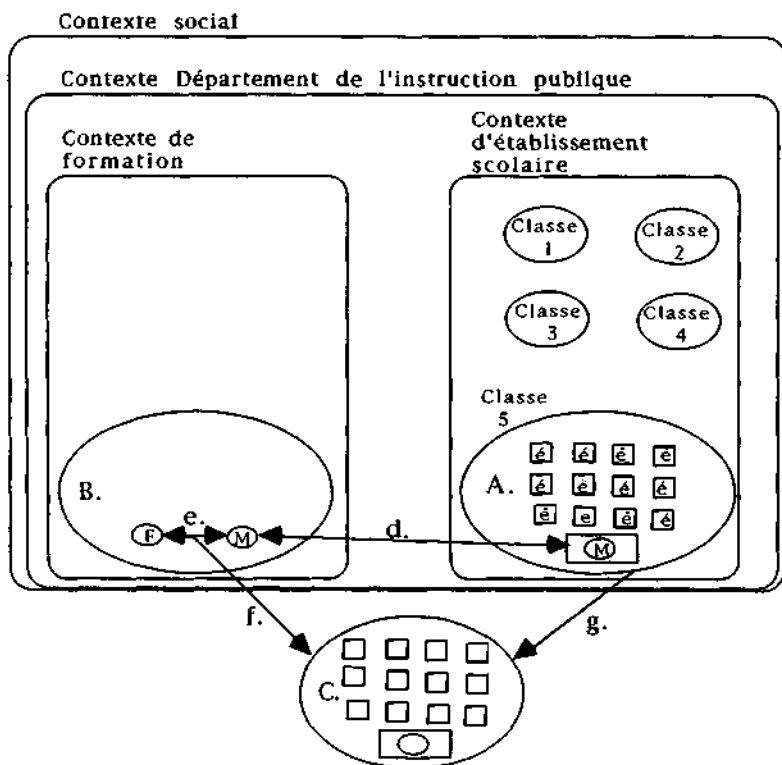 Contexte social
Contexte Département de l'instruction publique
Contexte de
formation
Contexte
d'établissement
scolaire
Classe
1
Classe
2
Classe
3
Classe
4
Classe
5
B.
F
e.
M
d.
A.
é é é é
é é é é
é e é é
M
f.
g.
C.